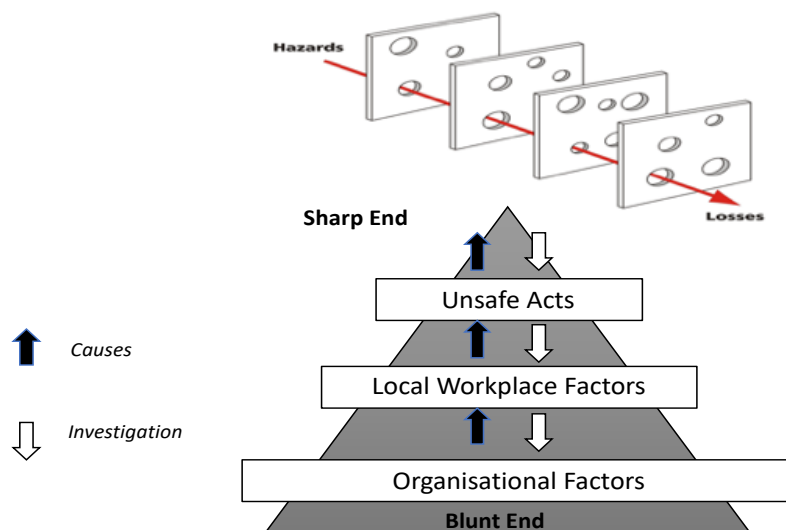 Hazards
Losses
Sharp End
Unsafe Acts
Causes
Local Workplace Factors
Investigation
Organisational Factors
Blunt End